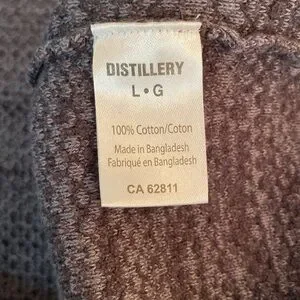 DISTILLERY
L • G
100% Cotton/Coton
Made in Bangladesh
Fabriqué en Bangladesh
CA 62811